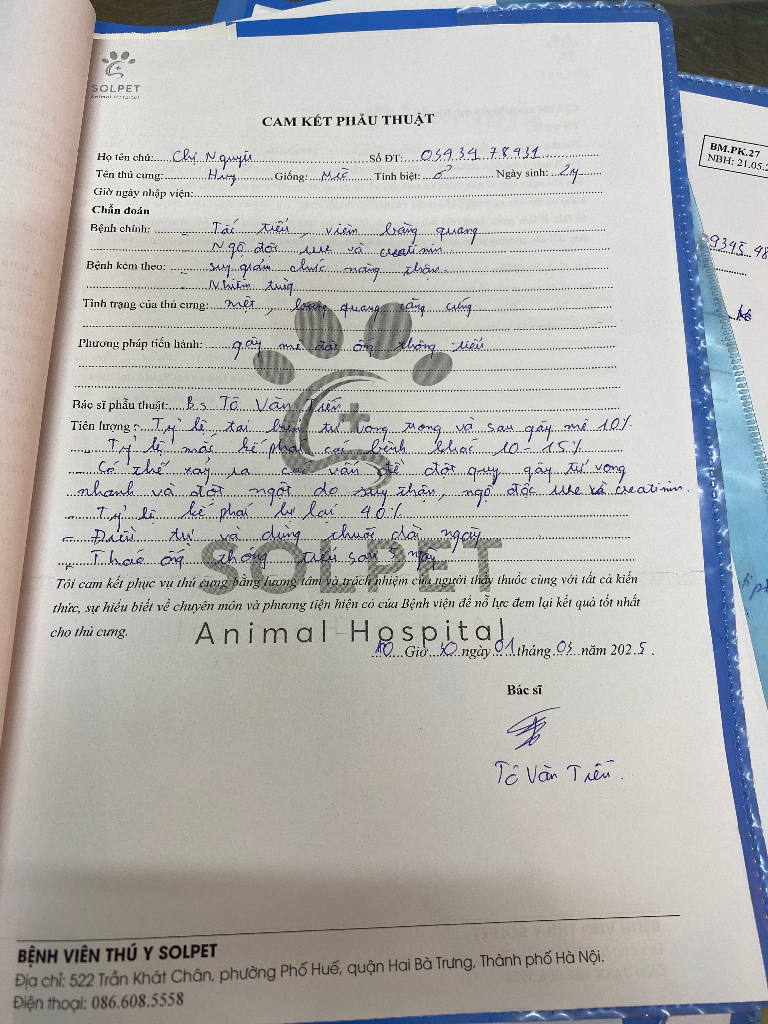 SOLPET
Animal Hospital
CAM KẾT PHẪU THUẬT
BM.PK.27
NBH: 21.05.2
Họ tên chủ: Chị Nguyệt Số ĐT: 03939 78931
Tên thú cưng: Huy Giống: Mèo Tính biệt: ♂ Ngày sinh: 2y
Giờ ngày nhập viện:
Chẩn đoán
Bệnh chính: Tắc tiểu, viêm bàng quang
Ngộ độc ure và creatinin
Bệnh kèm theo: suy giảm chức năng thận
Nhiễm trùng
Tình trạng của thú cưng: mệt, bàng quang căng cứng
Phương pháp tiến hành: gây mê đặt ống thông tiểu
Bác sĩ phẫu thuật: Bs Tô Văn Tiến
Tiên lượng: - Tỷ lệ tai biến tử vong trong và sau gây mê 10%
- Tỷ lệ mắc kế phát các bệnh khác 10-15%
- Có thể xảy ra các vấn đề đột quỵ gây tử vong
nhanh và đột ngột do suy thận, ngộ độc ure và creatinin.
- Tỷ lệ kế phát bị lại 40%
- Điều trị và dùng thuốc dài ngày
- Tháo ống thông tiểu sau 5 ngày
Tôi cam kết phục vụ thú cưng bằng lương tâm và trách nhiệm của người thầy thuốc cùng với tất cả kiến
thức, sự hiểu biết về chuyên môn và phương tiện hiện có của Bệnh viện để nỗ lực đem lại kết quả tốt nhất
cho thú cưng.
SOLPET
Animal Hospital
10 Giờ 30 ngày 01 tháng 03 năm 2025.
Bác sĩ
Tô Văn Tiến.
BỆNH VIỆN THÚ Y SOLPET
Địa chỉ: 522 Trần Khát Chân, phường Phố Huế, quận Hai Bà Trưng, Thành phố Hà Nội.
Điện thoại: 086.608.5558